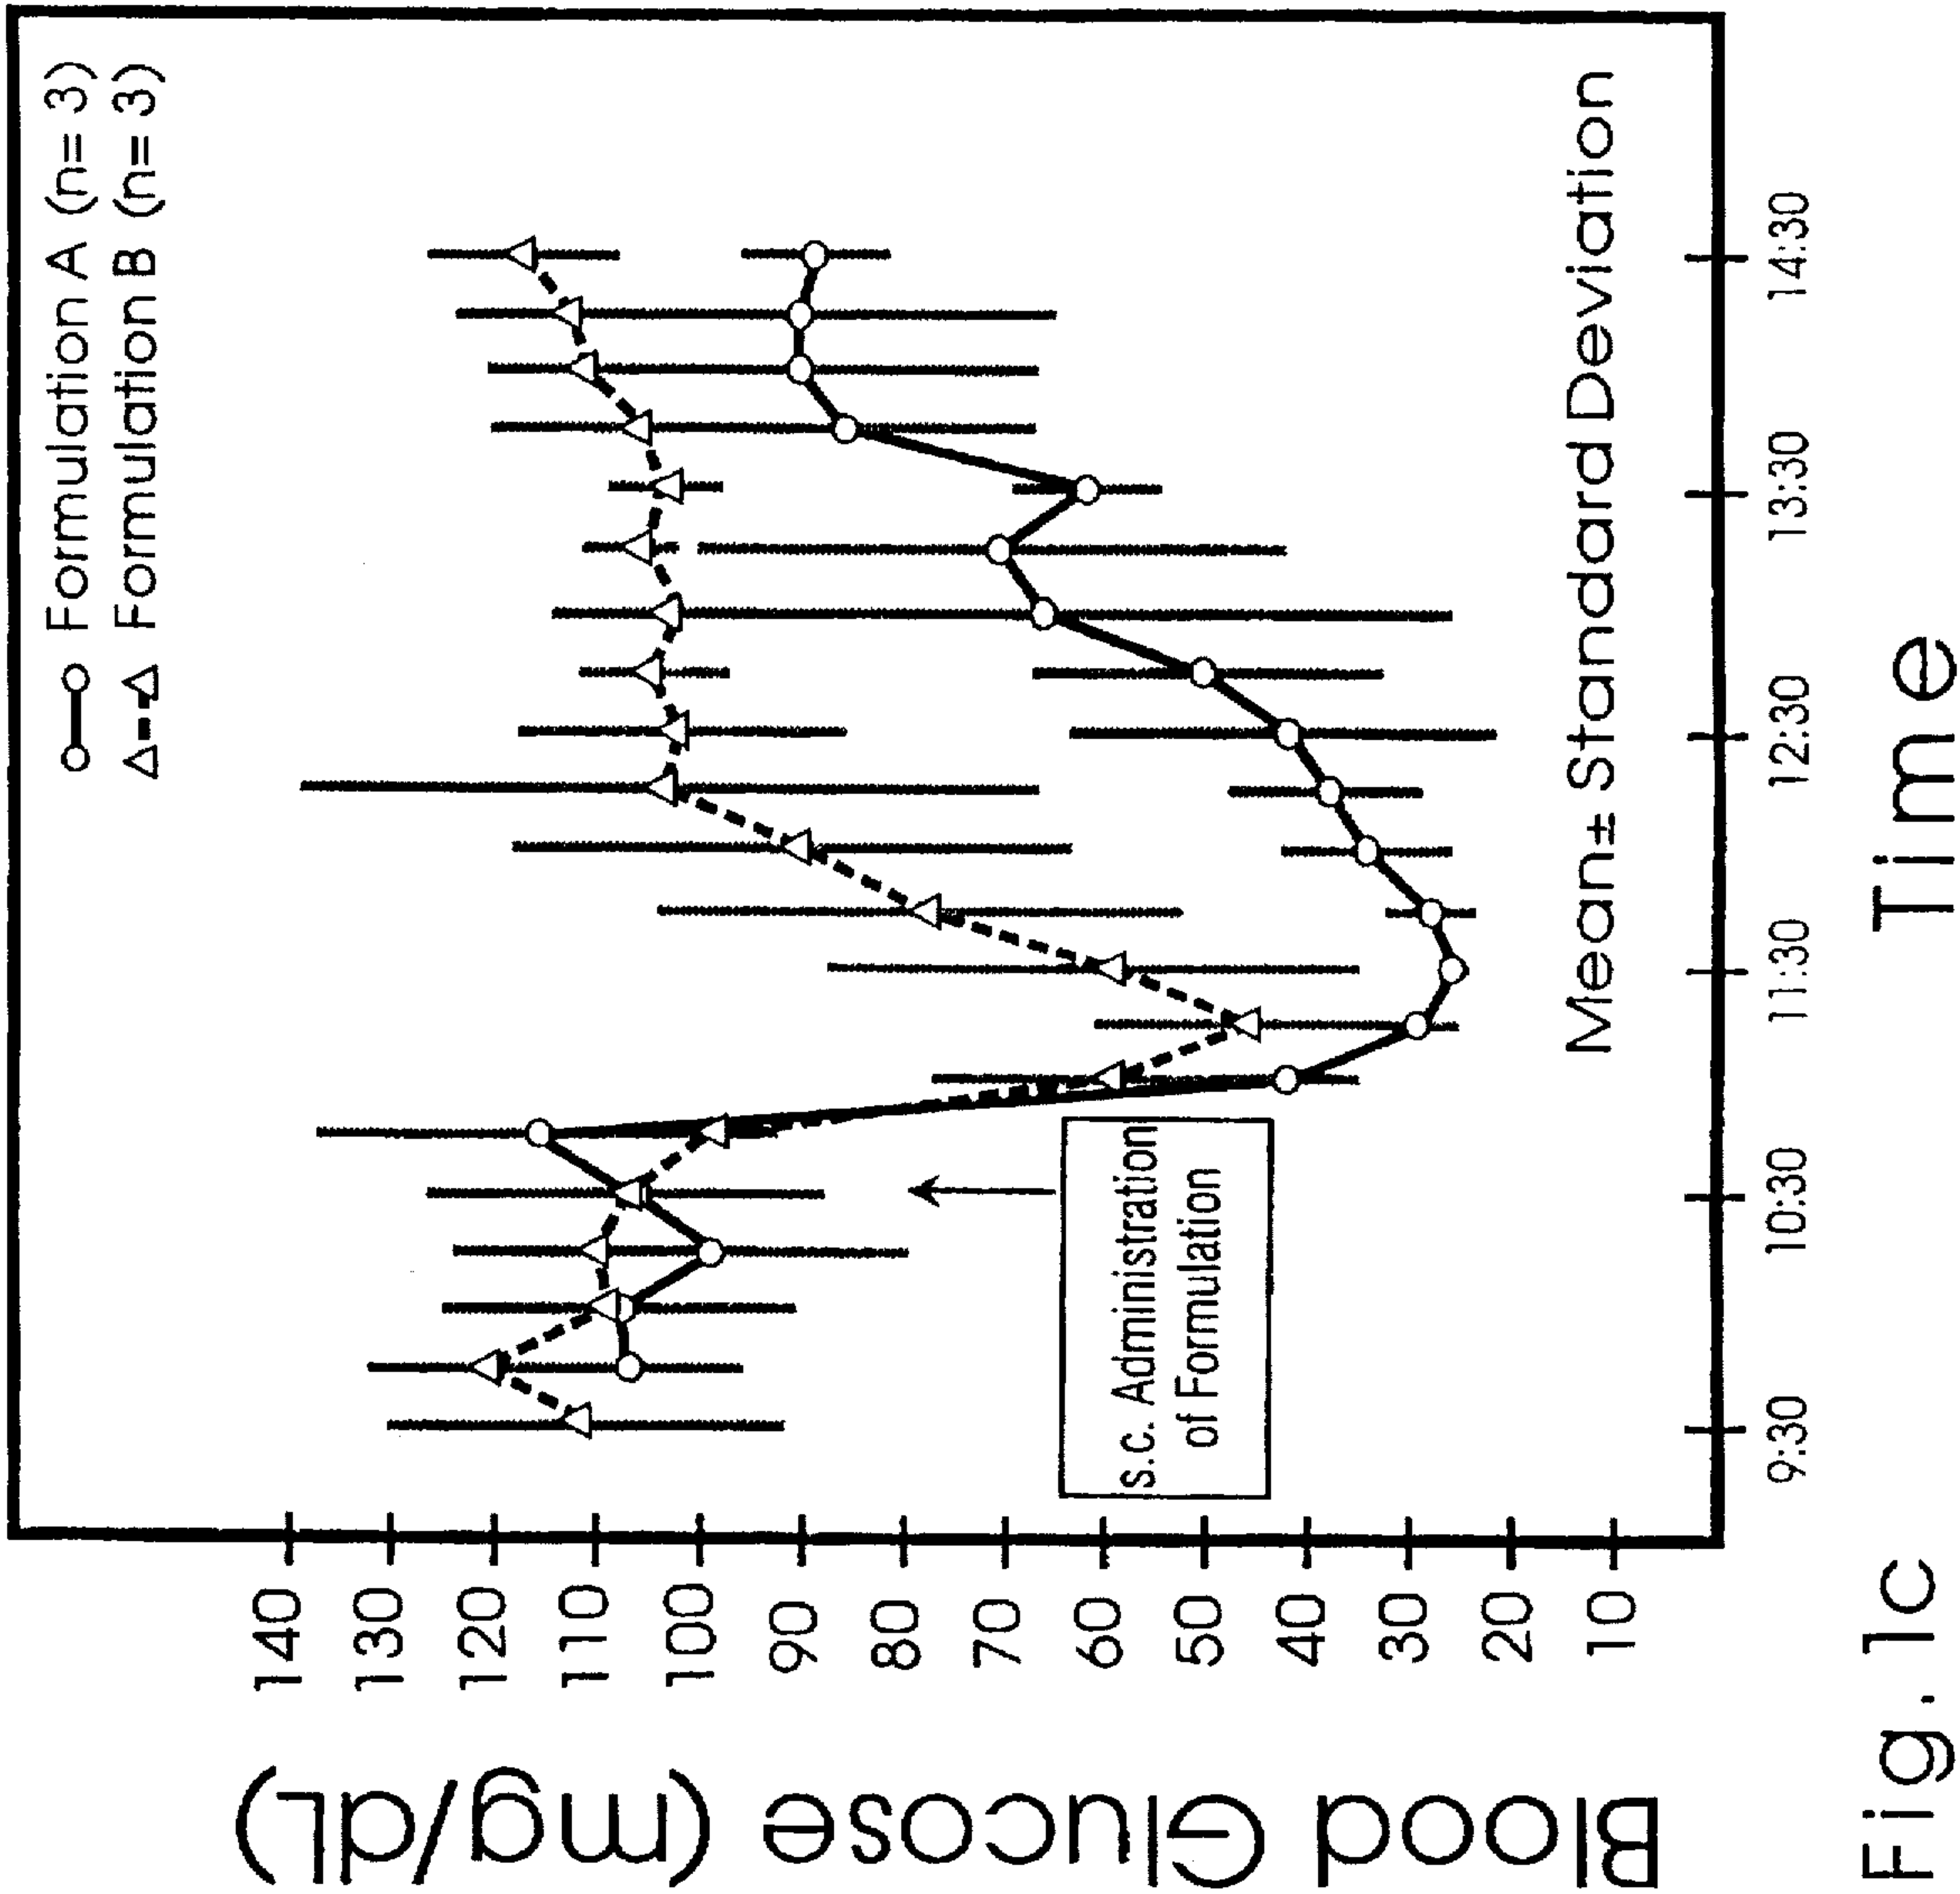 Formulation A (n= 3)
Formulation B (n= 3)
Blood Glucose (mg/dL)
140
130
120
110
100
90
80
70
60
50
40
30
20
10
s.c. Administration
of Formulation
Mean± Standard Deviation
9:30
10:30
11:30
12:30
13:30
14:30
Time
Fig. 1c